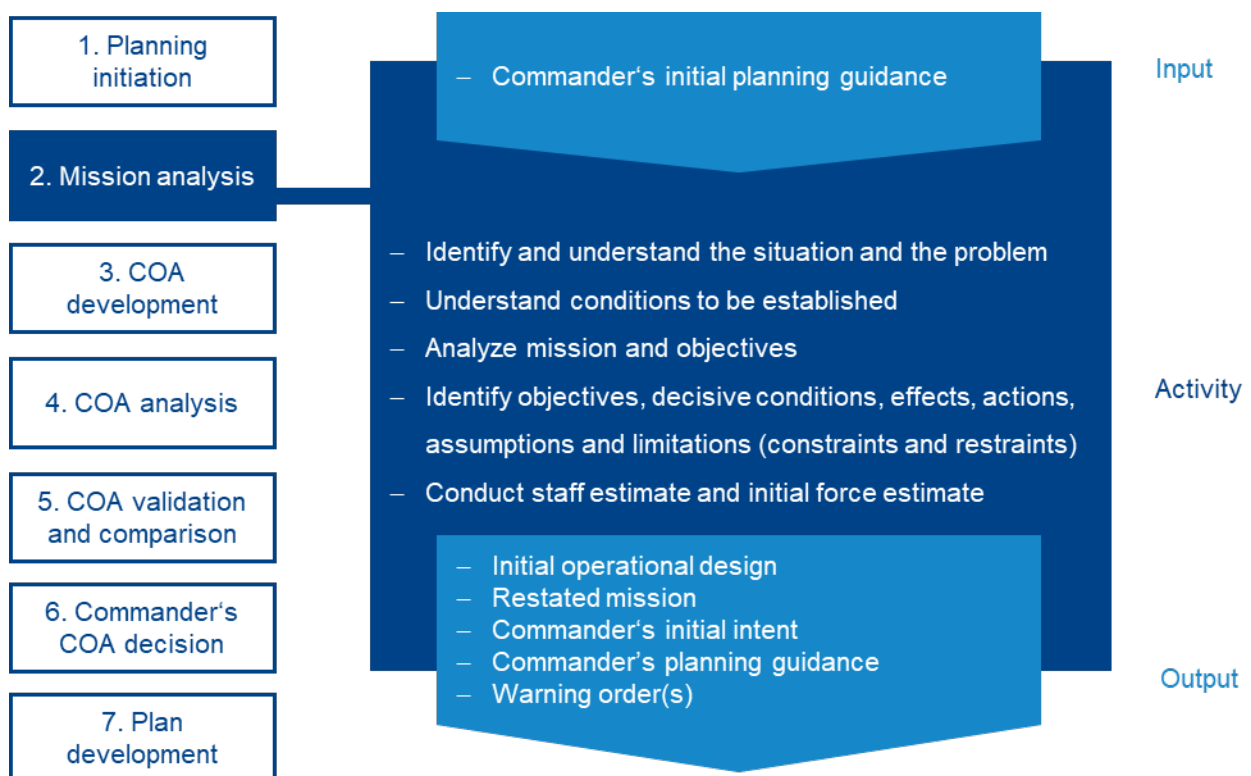 1. Planning
initiation
2. Mission analysis
3. COA
development
4. COA analysis
5. COA validation
and comparison
6. Commander‘s
COA decision
7. Plan
development
– Commander‘s initial planning guidance
– Identify and understand the situation and the problem
– Understand conditions to be established
– Analyze mission and objectives
– Identify objectives, decisive conditions, effects, actions,
assumptions and limitations (constraints and restraints)
– Conduct staff estimate and initial force estimate
– Initial operational design
– Restated mission
– Commander‘s initial intent
– Commander‘s planning guidance
– Warning order(s)
Input
Activity
Output